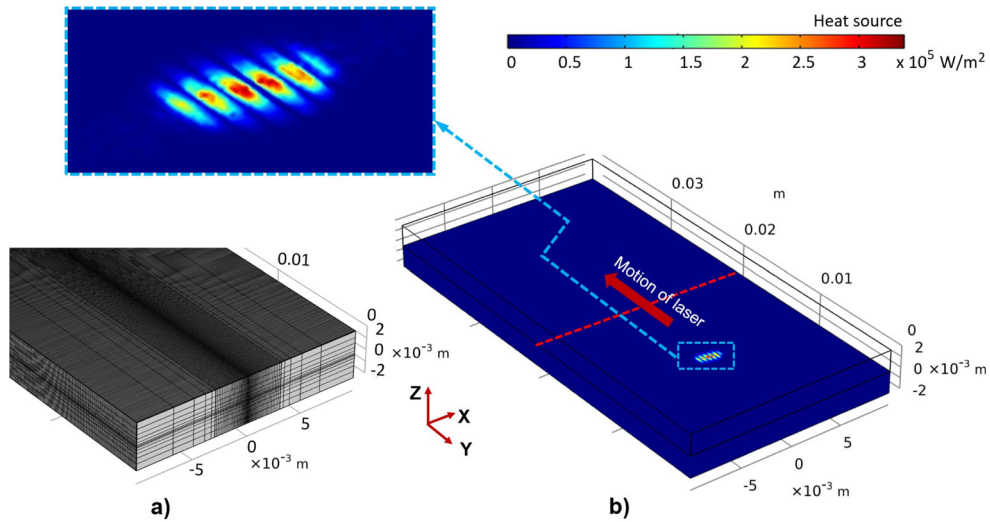 Heat source
0 0.5 1 1.5 2 2.5 3 x 10⁵ W/m²
0.03
m
0.02
0.01
0
2
0
-2
×10⁻³ m
5
0
-5
×10⁻³ m
Motion of laser
0.01
0
2
0
-2
×10⁻³ m
5
0
-5
×10⁻³ m
Z
X
Y
a)
b)